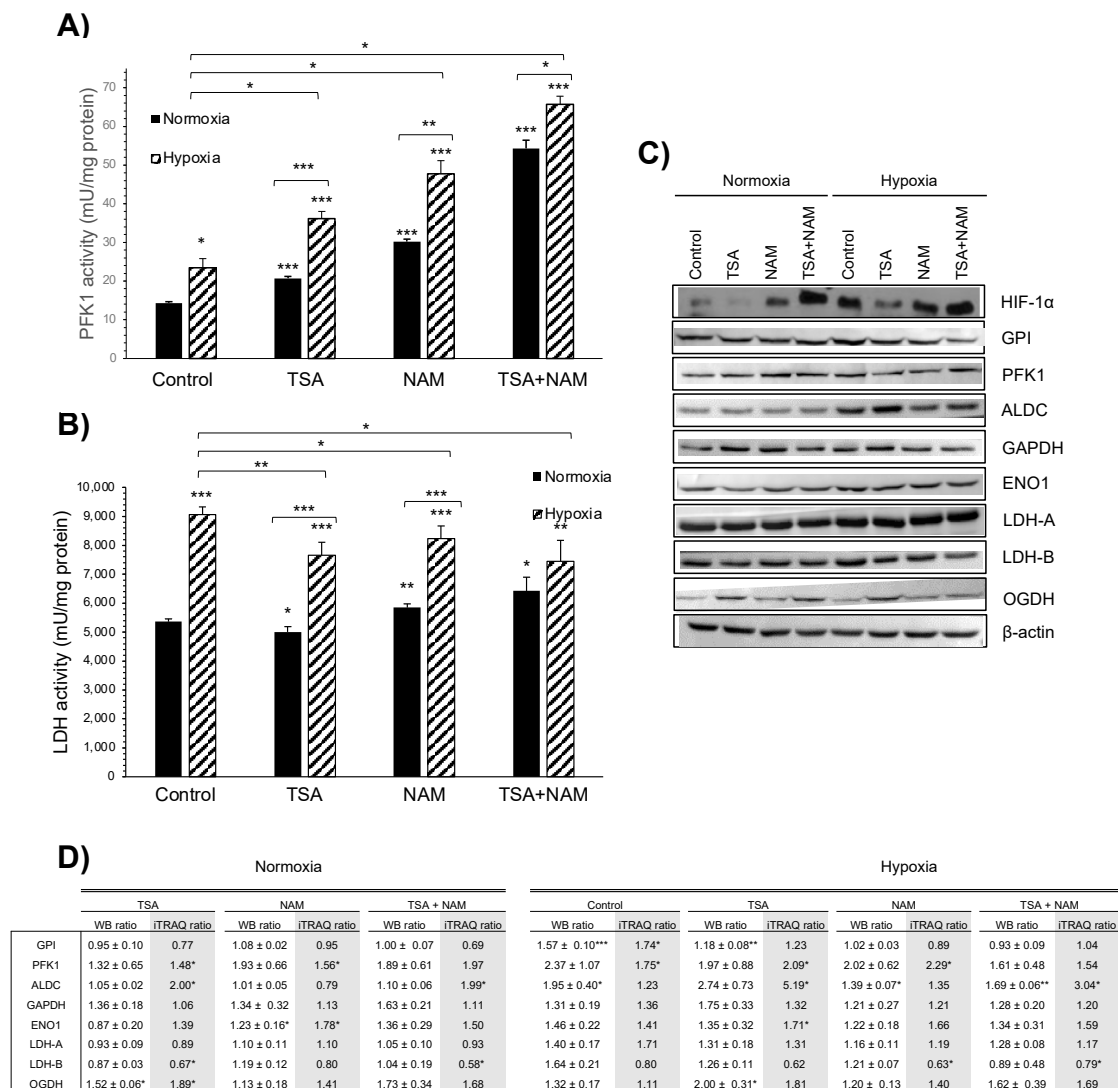 A)
PFK1 activity (mU/mg protein)
70
60
50
40
30
20
10
0
Normoxia
Hypoxia
*
*
*
*
***
***
***
**
***
***
*
***
***
Control TSA NAM TSA+NAM
B)
LDH activity (mU/mg protein)
10,000
9,000
8,000
7,000
6,000
5,000
4,000
3,000
2,000
1,000
0
Normoxia
Hypoxia
*
*
**
***
***
***
*
***
***
**
**
*
Control TSA NAM TSA+NAM
C)
Normoxia Hypoxia
Control TSA NAM TSA+NAM Control TSA NAM TSA+NAM
HIF-1α
GPI
PFK1
ALDC
GAPDH
ENO1
LDH-A
LDH-B
OGDH
β-actin
D)
Normoxia Hypoxia
TSA NAM TSA + NAM Control TSA NAM TSA + NAM
WB ratio iTRAQ ratio WB ratio iTRAQ ratio WB ratio iTRAQ ratio WB ratio iTRAQ ratio WB ratio iTRAQ ratio WB ratio iTRAQ ratio WB ratio iTRAQ ratio
GPI 0.95 ± 0.10 0.77 1.08 ± 0.02 0.95 1.00 ± 0.07 0.69 1.57 ± 0.10*** 1.74* 1.18 ± 0.08** 1.23 1.02 ± 0.03 0.89 0.93 ± 0.09 1.04
PFK1 1.32 ± 0.65 1.48* 1.93 ± 0.66 1.56* 1.89 ± 0.61 1.97 2.37 ± 1.07 1.75* 1.97 ± 0.88 2.09* 2.02 ± 0.62 2.29* 1.61 ± 0.48 1.54
ALDC 1.05 ± 0.02 2.00* 1.01 ± 0.05 0.79 1.10 ± 0.06 1.99* 1.95 ± 0.40* 1.23 2.74 ± 0.73 5.19* 1.39 ± 0.07* 1.35 1.69 ± 0.06** 3.04*
GAPDH 1.36 ± 0.18 1.06 1.34 ± 0.32 1.13 1.63 ± 0.21 1.11 1.31 ± 0.19 1.36 1.75 ± 0.33 1.32 1.21 ± 0.27 1.21 1.28 ± 0.20 1.20
ENO1 0.87 ± 0.20 1.39 1.23 ± 0.16* 1.78* 1.36 ± 0.29 1.50 1.46 ± 0.22 1.41 1.35 ± 0.32 1.71* 1.22 ± 0.18 1.66 1.34 ± 0.31 1.59
LDH-A 0.93 ± 0.09 0.89 1.10 ± 0.11 1.10 1.05 ± 0.10 0.93 1.40 ± 0.17 1.71 1.31 ± 0.18 1.31 1.16 ± 0.11 1.19 1.28 ± 0.08 1.17
LDH-B 0.87 ± 0.03 0.67* 1.19 ± 0.12 0.80 1.04 ± 0.19 0.58* 1.64 ± 0.21 0.80 1.26 ± 0.11 0.62 1.21 ± 0.07 0.63* 0.89 ± 0.48 0.79*
OGDH 1.52 ± 0.06* 1.89* 1.13 ± 0.18 1.41 1.73 ± 0.34 1.68 1.32 ± 0.17 1.11 2.00 ± 0.31* 1.81 1.20 ± 0.13 1.40 1.62 ± 0.39 1.69